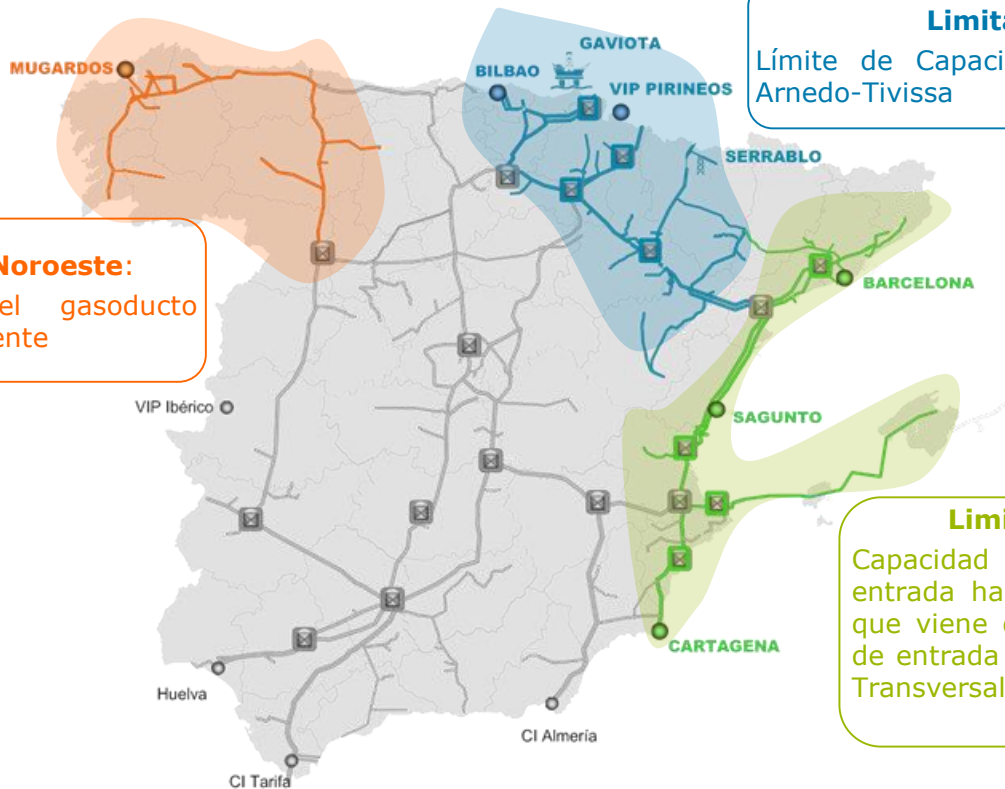 Limita
Límite de Capaci
Arnedo-Tivissa
GAVIOTA
MUGARDOS
BILBAO
VIP PIRINEOS
SERRABLO
Noroeste:
el gasoducto
ente
BARCELONA
VIP Ibérico
SAGUNTO
Limi
Capacidad
entrada ha
que viene
de entrada
Transversal
CARTAGENA
Huelva
CI Almería
CI Tarifa